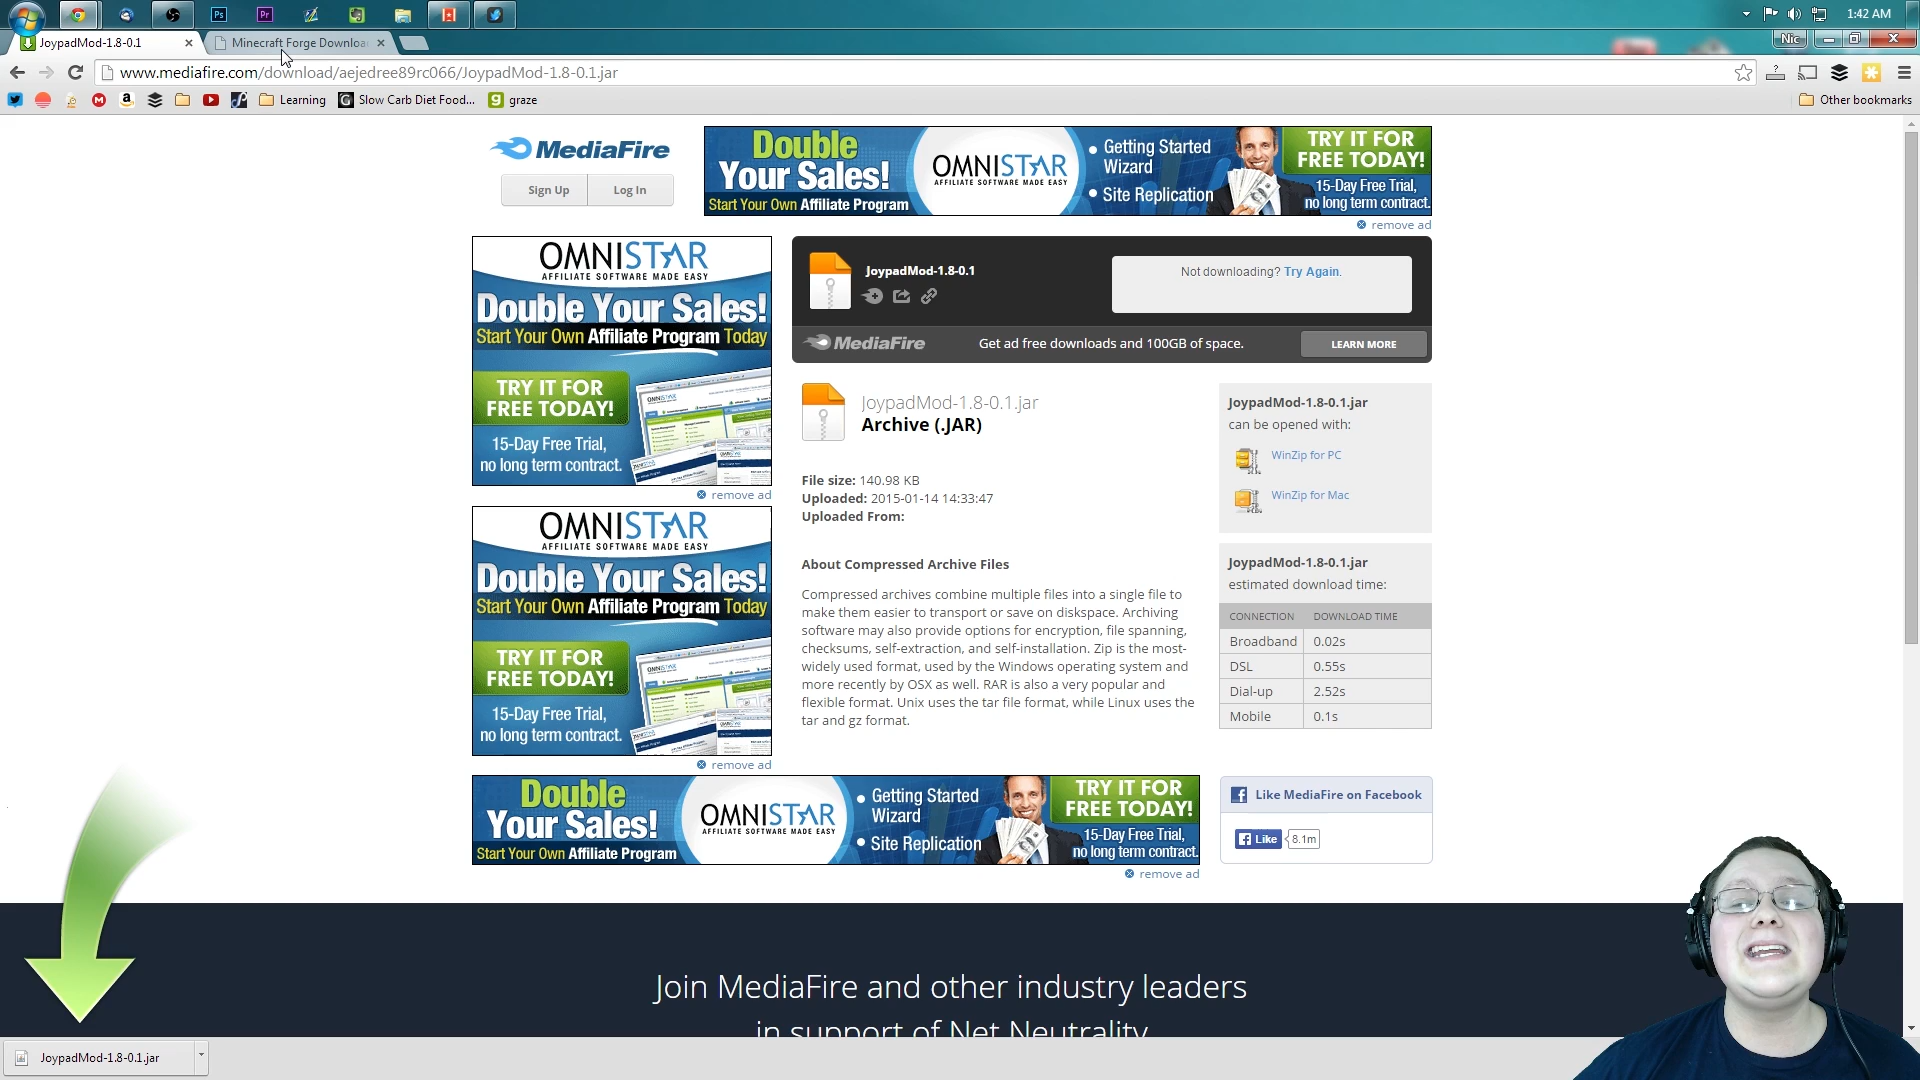 Ps
Pr
1:42 AM
JoypadMod-1.8-0.1
Minecraft Forge Downloa
Nic
www.mediafire.com/download/aejedree89rc066/JoypadMod-1.8-0.1.jar
Learning
Slow Carb Diet Food...
graze
Other bookmarks
MediaFire
Sign Up
Log In
Double
Your Sales!
Start Your Own Affiliate Program
OMNISTAR
AFFILIATE SOFTWARE MADE EASY
• Getting Started
Wizard
• Site Replication
TRY IT FOR
FREE TODAY!
15-Day Free Trial,
no long term contract.
remove ad
OMNISTAR
AFFILIATE SOFTWARE MADE EASY
Double Your Sales!
Start Your Own Affiliate Program Today
TRY IT FOR
FREE TODAY!
15-Day Free Trial,
no long term contract.
remove ad
JoypadMod-1.8-0.1
Not downloading? Try Again.
MediaFire
Get ad free downloads and 100GB of space.
LEARN MORE
JoypadMod-1.8-0.1.jar
Archive (.JAR)
File size: 140.98 KB
Uploaded: 2015-01-14 14:33:47
Uploaded From:
About Compressed Archive Files
Compressed archives combine multiple files into a single file to
make them easier to transport or save on diskspace. Archiving
software may also provide options for encryption, file spanning,
checksums, self-extraction, and self-installation. Zip is the most-
widely used format, used by the Windows operating system and
more recently by OSX as well. RAR is also a very popular and
flexible format. Unix uses the tar file format, while Linux uses the
tar and gz format.
JoypadMod-1.8-0.1.jar
can be opened with:
WinZip for PC
WinZip for Mac
JoypadMod-1.8-0.1.jar
estimated download time:
CONNECTION DOWNLOAD TIME
Broadband 0.02s
DSL 0.55s
Dial-up 2.52s
Mobile 0.1s
OMNISTAR
AFFILIATE SOFTWARE MADE EASY
Double Your Sales!
Start Your Own Affiliate Program Today
TRY IT FOR
FREE TODAY!
15-Day Free Trial,
no long term contract.
remove ad
Double
Your Sales!
Start Your Own Affiliate Program
OMNISTAR
AFFILIATE SOFTWARE MADE EASY
• Getting Started
Wizard
• Site Replication
TRY IT FOR
FREE TODAY!
15-Day Free Trial,
no long term contract.
remove ad
Like MediaFire on Facebook
Like
8.1m
Join MediaFire and other industry leaders
in support of Net Neutrality
JoypadMod-1.8-0.1.jar